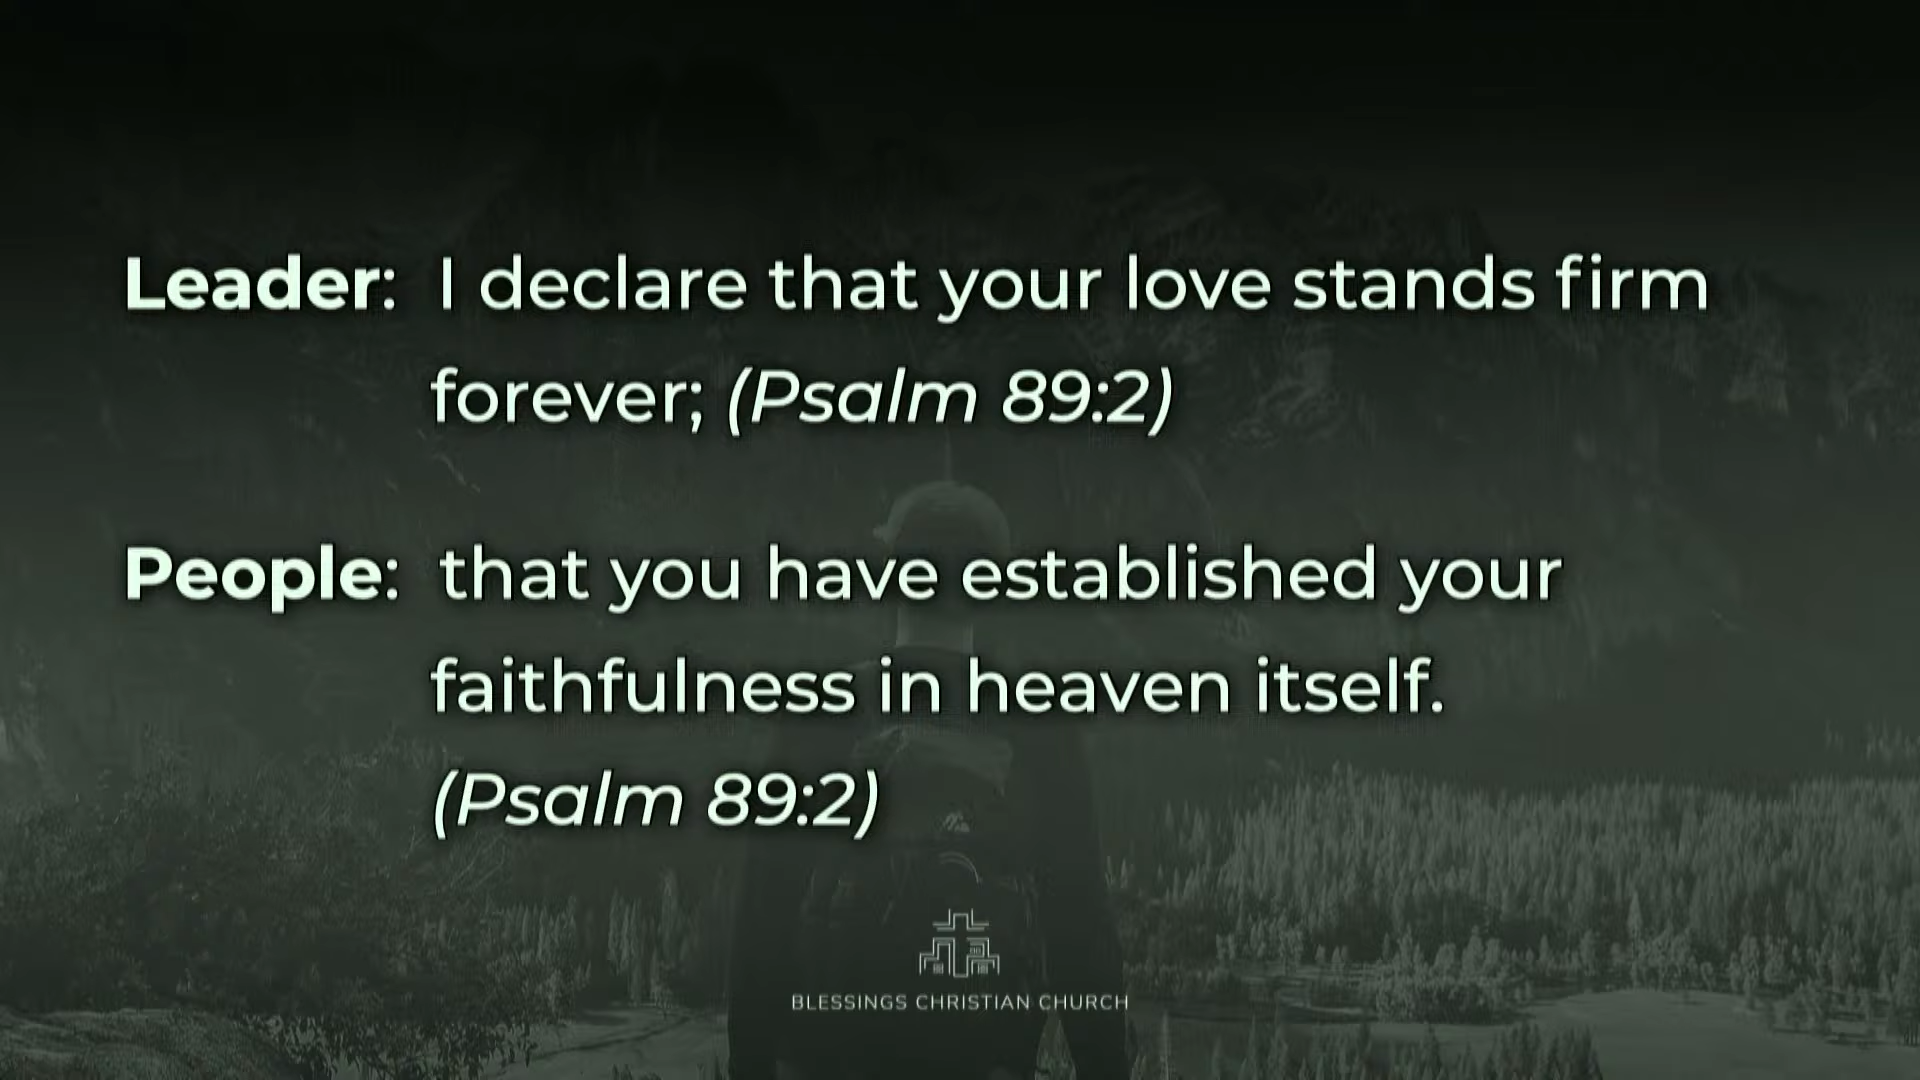 Leader: I declare that your love stands firm
forever; (Psalm 89:2)
People: that you have established your
faithfulness in heaven itself.
(Psalm 89:2)
BLESSINGS CHRISTIAN CHURCH